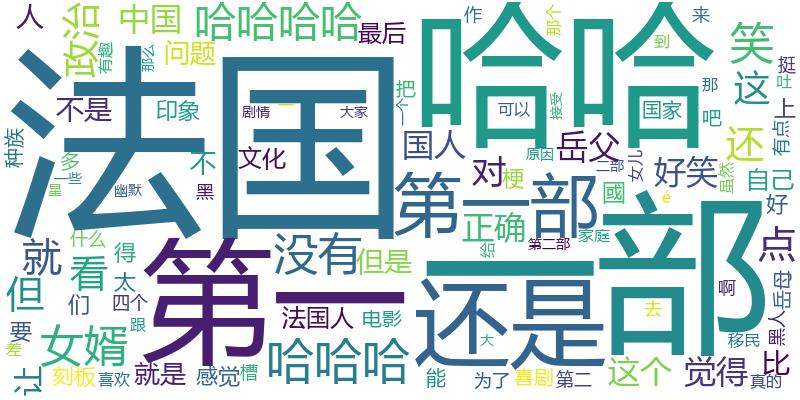 人
中国
哈哈哈哈
最后
作
那个
来
政治
有趣
那么
问题
哈哈
到
笑
挺
法国
不是
印象
剧情
一
大家
把
一个
可以
接受
国家
那
吧
这
吐
上
种族
多
一些
不
文化
国人
梗
原因
岳父
二部
女儿
还
有点
星
幽默
黑
对
第一部
國
好笑
虽然
自己
就
什么
看
得
没有
但是
正确
给
第二部
家庭
é
部
好
点
但
们
太
四个
第一
法国人
电影
还是
大
去
啊
岳母
黑人
移民
要
跟
差
女婿
哈哈哈
这个
觉得
比
让
刻板
喜欢
就是
感觉
槽
能
为了
喜剧
第二
真的